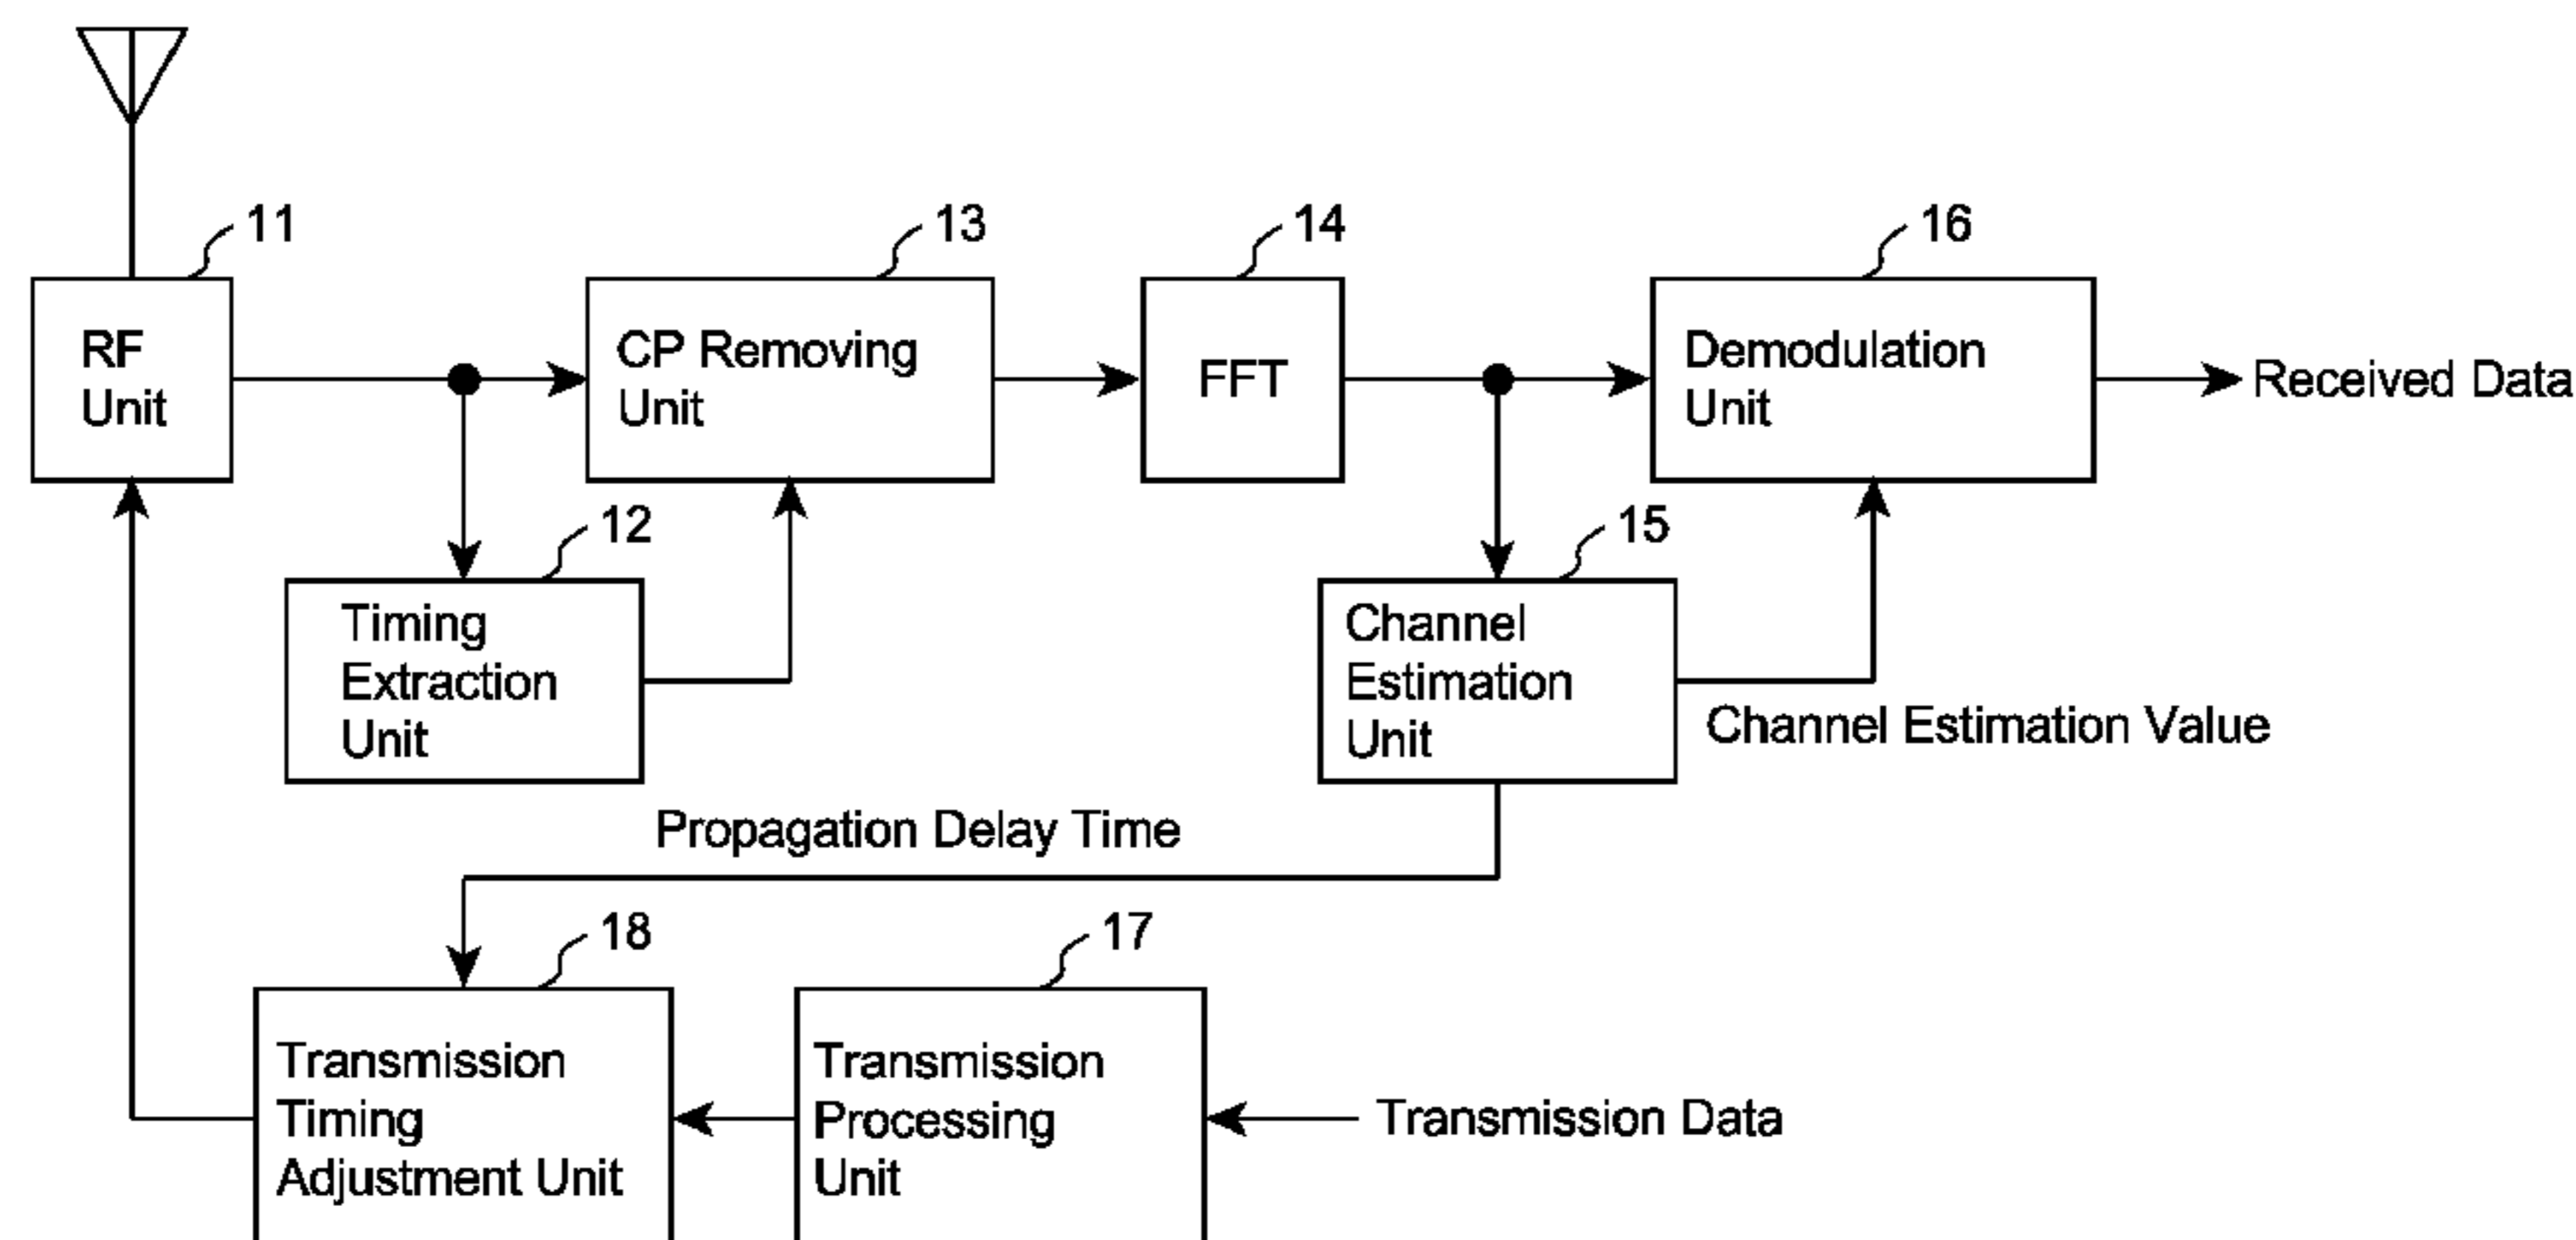 11
13
14
16
RF
Unit
CP Removing
Unit
FFT
Demodulation
Unit
Received Data
12
15
Timing
Extraction
Unit
Channel
Estimation
Unit
Channel Estimation Value
Propagation Delay Time
18
17
Transmission
Timing
Adjustment Unit
Transmission
Processing
Unit
Transmission Data